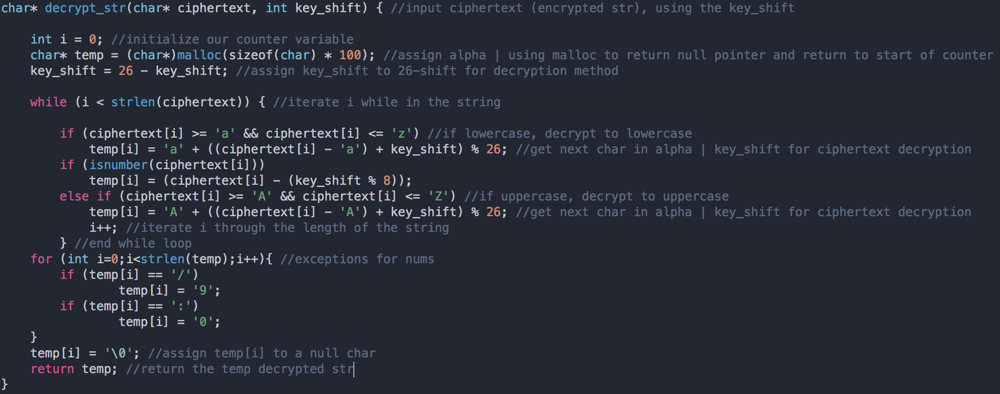 char* decrypt_str(char* ciphertext, int key_shift) { //input ciphertext (encrypted str), using the key_shift
int i = 0; //initialize our counter variable
char* temp = (char*)malloc(sizeof(char) * 100); //assign alpha | using malloc to return null pointer and return to start of counter
key_shift = 26 - key_shift; //assign key_shift to 26-shift for decryption method
while (i < strlen(ciphertext)) { //iterate i while in the string
if (ciphertext[i] >= 'a' && ciphertext[i] <= 'z') //if lowercase, decrypt to lowercase
temp[i] = 'a' + ((ciphertext[i] - 'a') + key_shift) % 26; //get next char in alpha | key_shift for ciphertext decryption
if (isnumber(ciphertext[i]))
temp[i] = (ciphertext[i] - (key_shift % 8));
else if (ciphertext[i] >= 'A' && ciphertext[i] <= 'Z') //if uppercase, decrypt to uppercase
temp[i] = 'A' + ((ciphertext[i] - 'A') + key_shift) % 26; //get next char in alpha | key_shift for ciphertext decryption
i++; //iterate i through the length of the string
} //end while loop
for (int i=0;i<strlen(temp);i++){ //exceptions for nums
if (temp[i] == '/')
temp[i] = '9';
if (temp[i] == ':')
temp[i] = '0';
}
temp[i] = '\0'; //assign temp[i] to a null char
return temp; //return the temp decrypted str
}